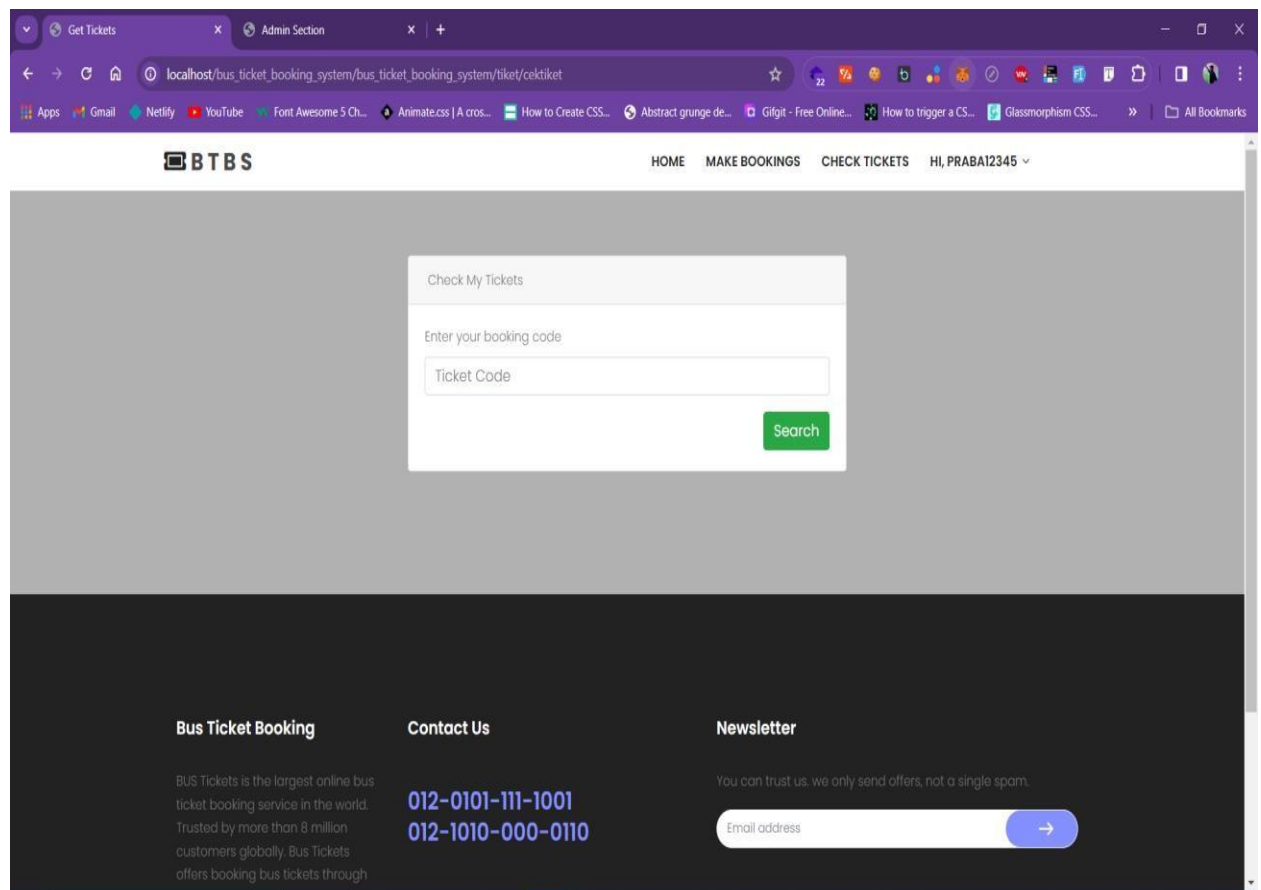 Get Tickets
Admin Section
localhost/bus_ticket_booking_system/bus_ticket_booking_system/tiket/cektiket
22
Apps Gmail Netlify YouTube Font Awesome 5 Ch... Animate.css | A cros... How to Create CSS... Abstract grunge de... Gifgit - Free Online... How to trigger a CS... Glassmorphism CSS... » All Bookmarks
BTBS
HOME MAKE BOOKINGS CHECK TICKETS HI, PRABA12345
Check My Tickets
Enter your booking code
Ticket Code
Search
Bus Ticket Booking
BUS Tickets is the largest online bus
ticket booking service in the world.
Trusted by more than 8 million
customers globally. Bus Tickets
offers booking bus tickets through
Contact Us
012-0101-111-1001
012-1010-000-0110
Newsletter
You can trust us. we only send offers, not a single spam.
Email address